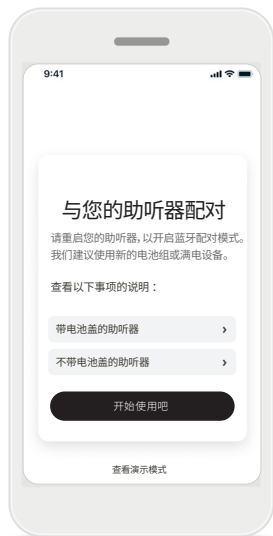 9:41
与您的助听器配对
请重启您的助听器，以开启蓝牙配对模式。
我们建议使用新的电池组或满电设备。
查看以下事项的说明：
带电池盖的助听器
不带电池盖的助听器
开始使用吧
查看演示模式